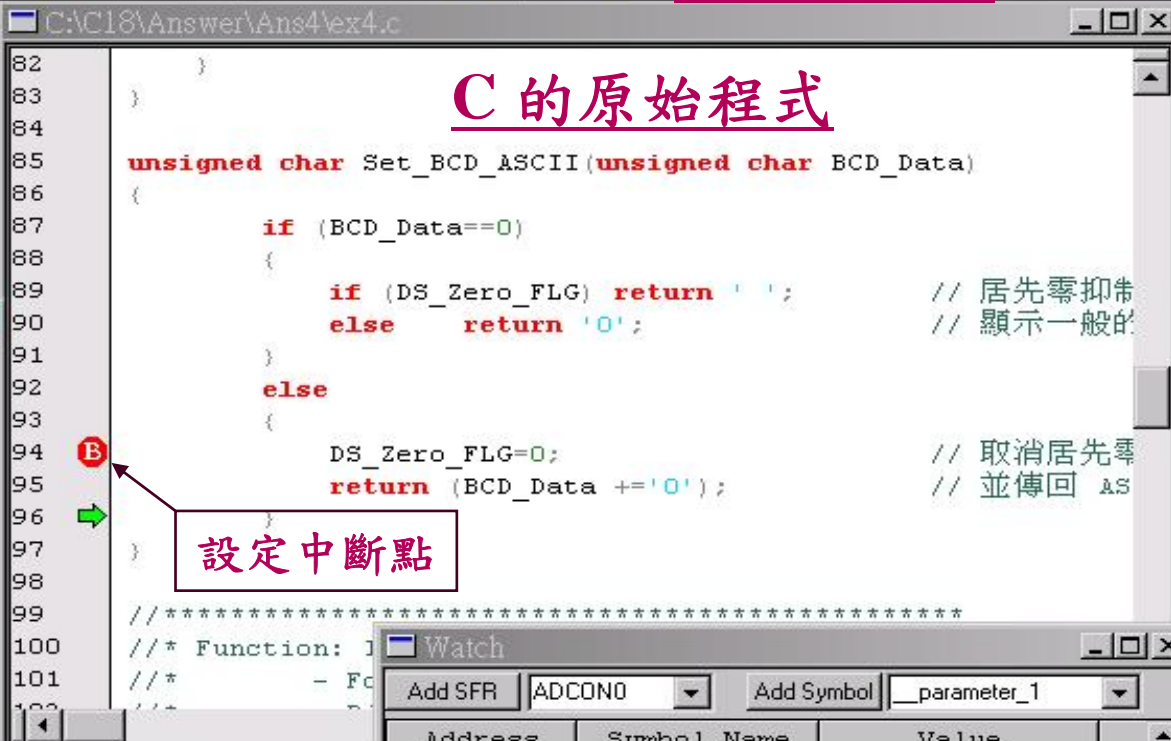 C:\C18\Answer\Ans4\ex4.c
C 的原始程式
82 }
83 }
84
85 unsigned char Set_BCD_ASCII(unsigned char BCD_Data)
86 {
87 if (BCD_Data==0)
88 {
89 if (DS_Zero_FLG) return ' '; // 居先零抑制
90 else return '0'; // 顯示一般的
91 }
92 else
93 {
94 B DS_Zero_FLG=0; // 取消居先零
95 return (BCD_Data +='0'); // 並傳回 AS
96 }
設定中斷點
97 }
98
99 //************************************************
100 //* Function:
101 //* - Fo
Watch
Add SFR ADCON0 Add Symbol __parameter_1
Address Symbol Name Value